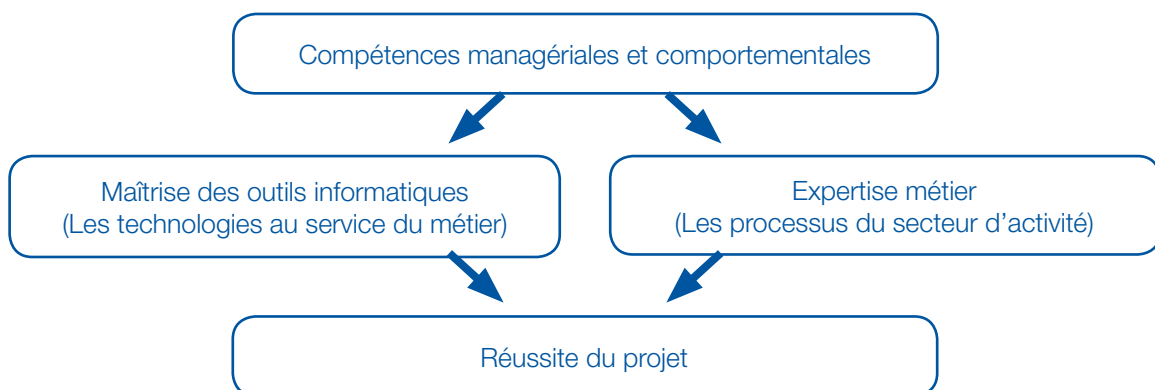 Compétences managériales et comportementales
Maîtrise des outils informatiques
(Les technologies au service du métier)
Expertise métier
(Les processus du secteur d’activité)
Réussite du projet